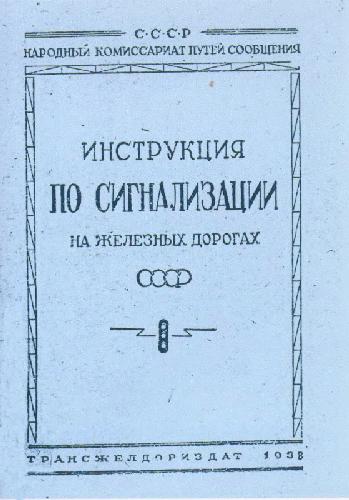 С·С·С·Р
НАРОДНЫЙ КОМИССАРИАТ ПУТЕЙ СООБЩЕНИЯ
ИНСТРУКЦИЯ
ПО СИГНАЛИЗАЦИИ
НА ЖЕЛЕЗНЫХ ДОРОГАХ
СССР
ТРАНСЖЕЛДОРИЗДАТ 1938